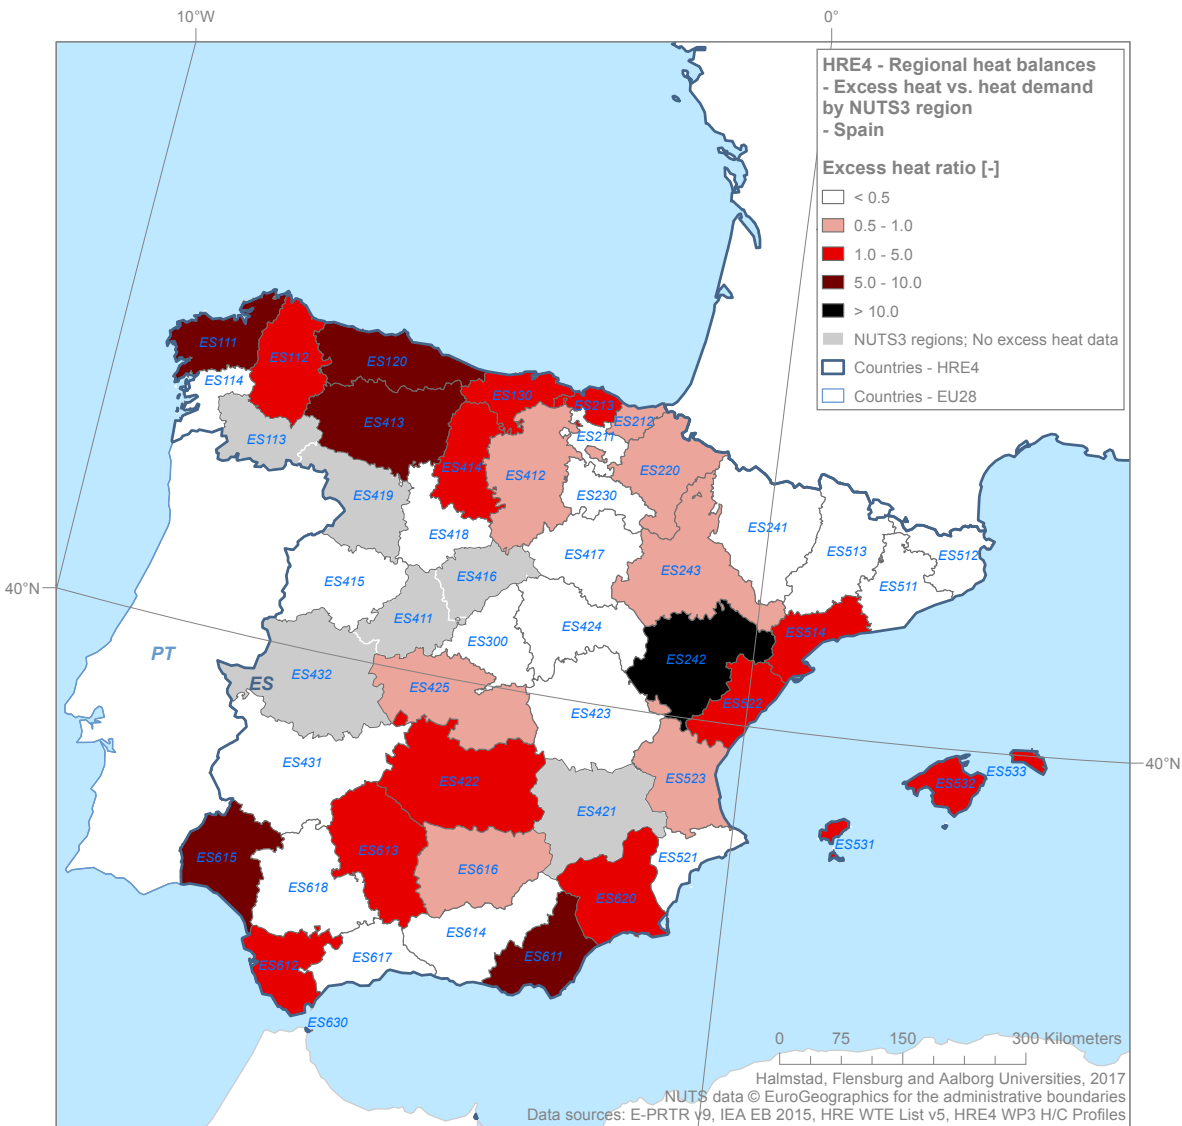 10°W
0°
HRE4 - Regional heat balances
- Excess heat vs. heat demand
by NUTS3 region
- Spain
Excess heat ratio [-]
< 0.5
0.5 - 1.0
1.0 - 5.0
5.0 - 10.0
> 10.0
NUTS3 regions; No excess heat data
Countries - HRE4
Countries - EU28
ES111
ES112
ES120
ES114
ES130
ES213
ES413
ES212
ES113
ES211
ES414
ES412
ES220
ES419
ES230
ES418
ES241
ES417
ES513
ES512
40°N
ES415
ES416
ES243
ES511
ES411
ES300
ES424
ES514
PT
ES
ES432
ES425
ES242
ES423
ES522
ES431
ES422
ES523
ES532
ES533
40°N
ES421
ES531
ES615
ES613
ES616
ES521
ES618
ES620
ES614
ES612
ES617
ES611
ES630
0 75 150 300 Kilometers
Halmstad, Flensburg and Aalborg Universities, 2017
NUTS data © EuroGeographics for the administrative boundaries
Data sources: E-PRTR v9, IEA EB 2015, HRE WTE List v5, HRE4 WP3 H/C Profiles